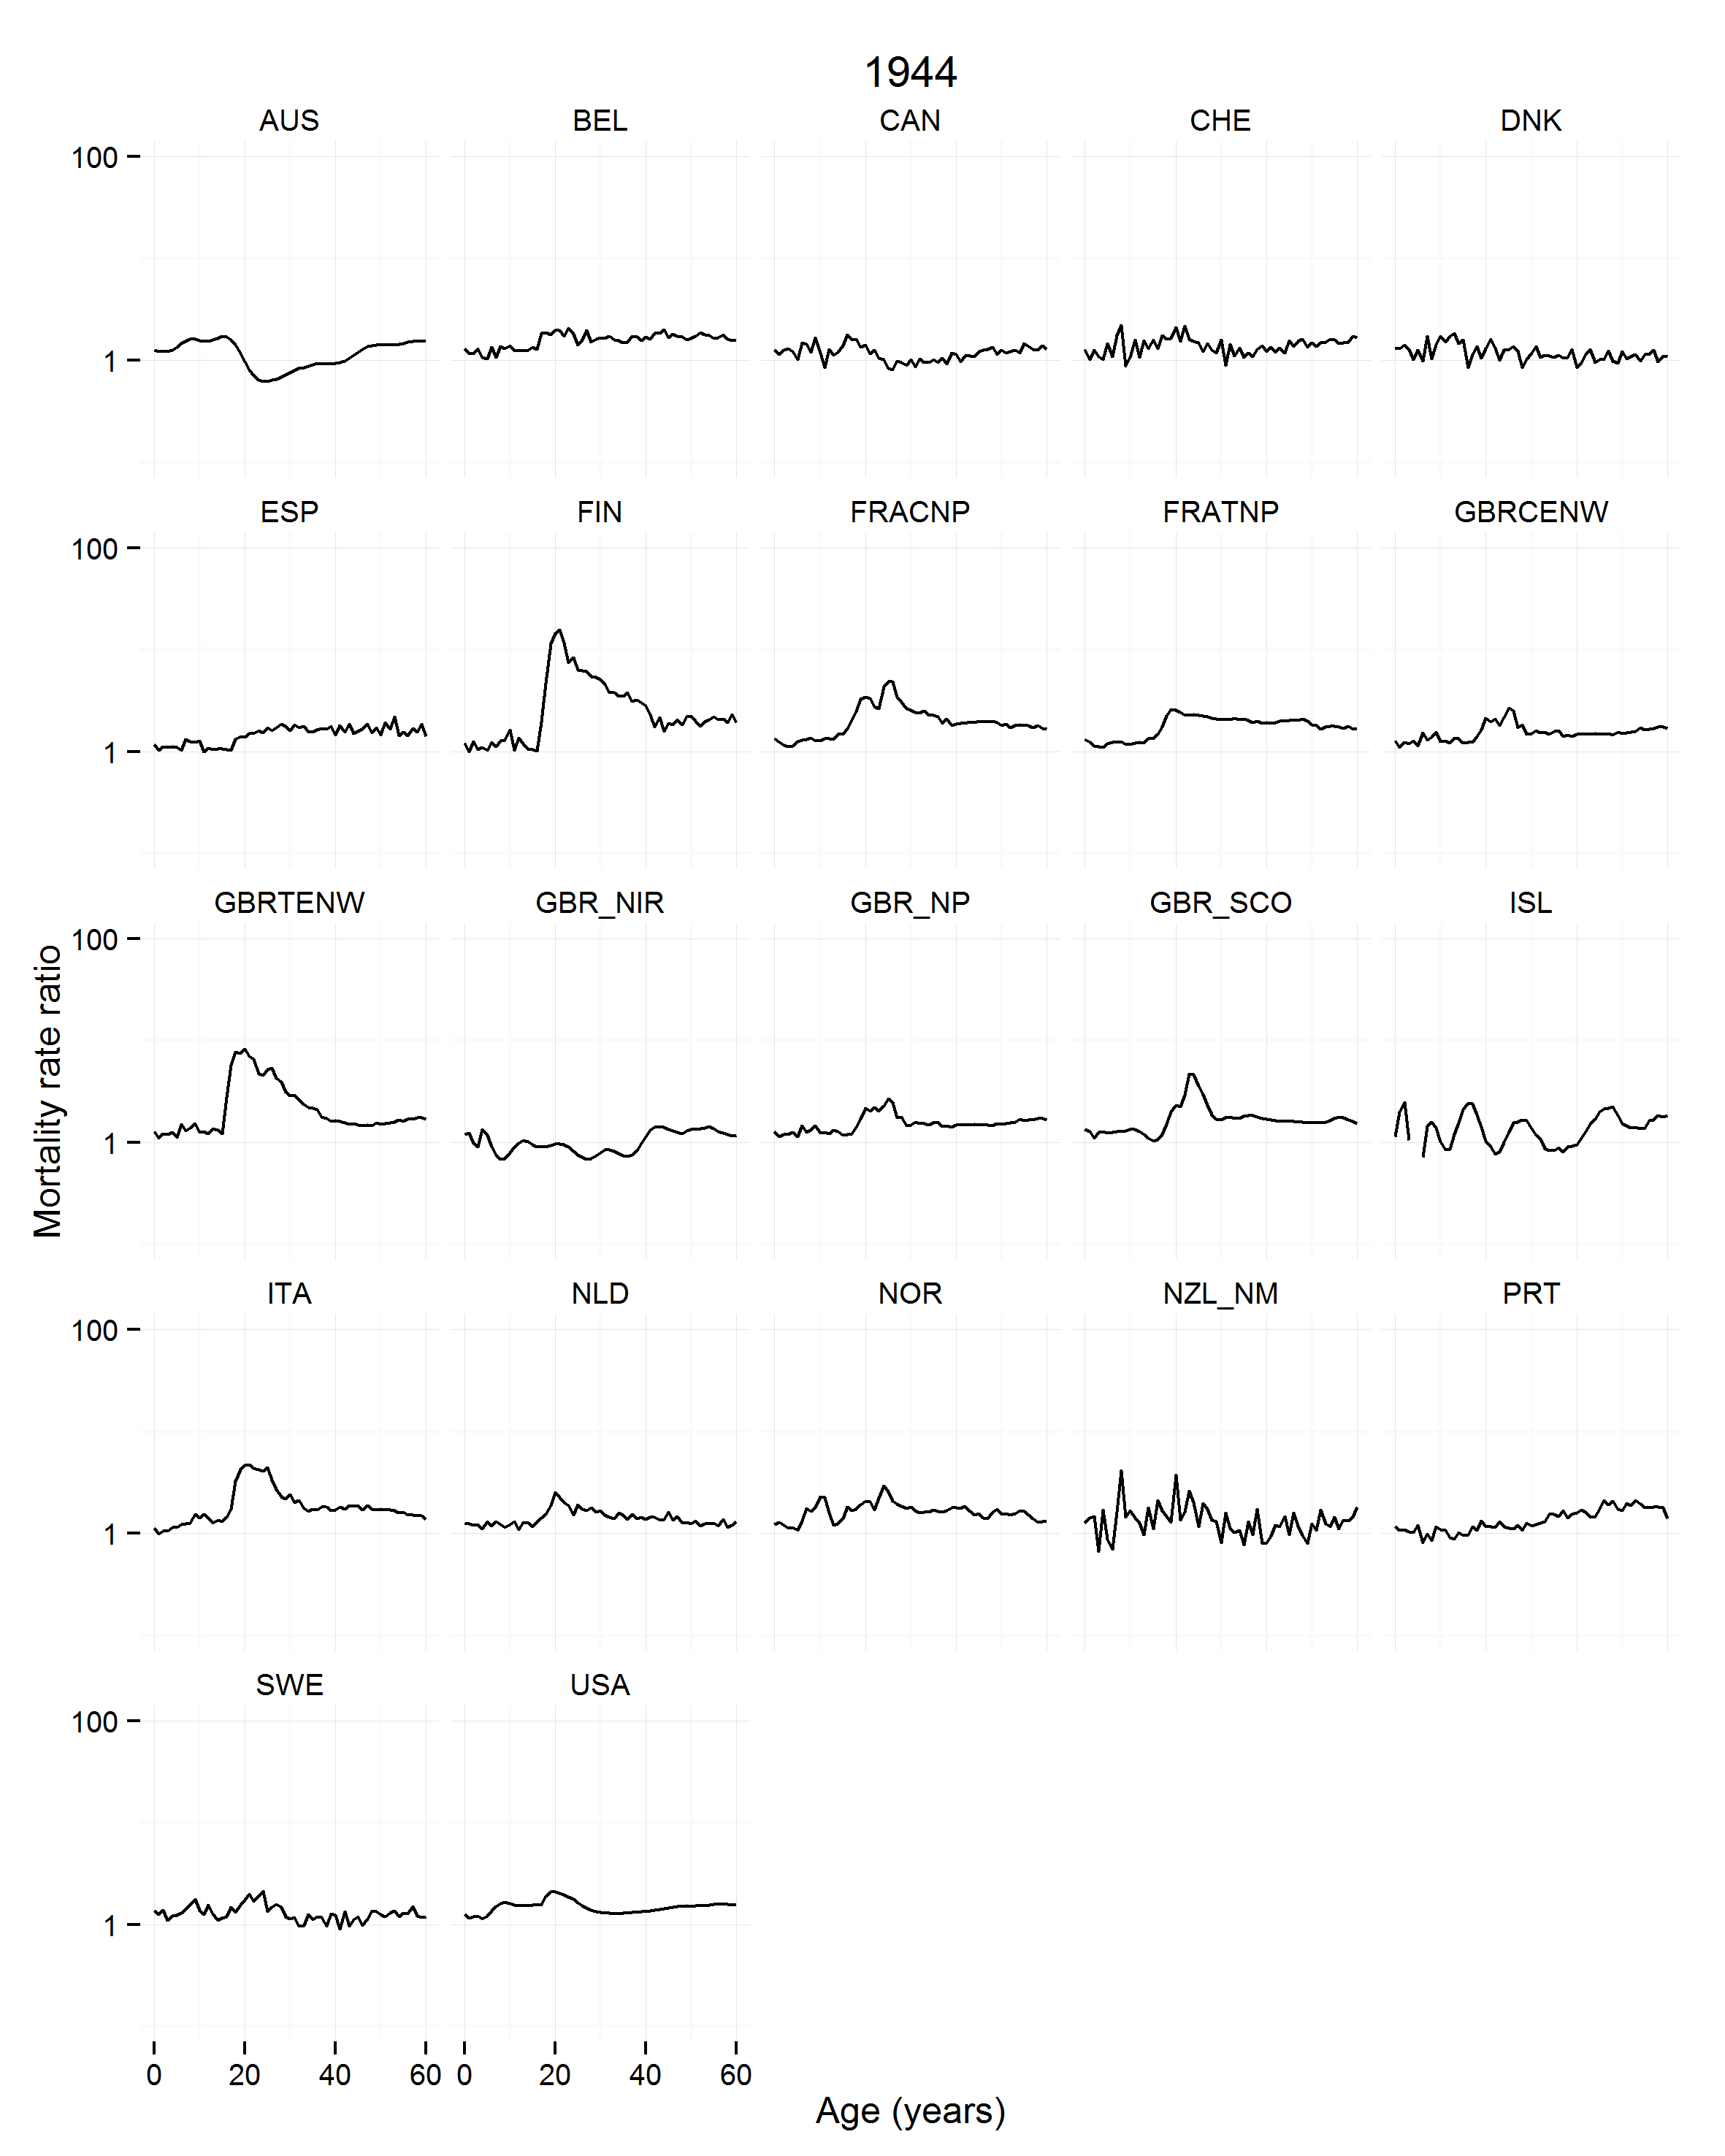 1944
AUS BEL CAN CHE DNK
100
1
ESP FIN FRACNP FRATNP GBRCENW
100
1
GBRTENW GBR_NIR GBR_NP GBR_SCO ISL
100
1
Mortality rate ratio
ITA NLD NOR NZL_NM PRT
100
1
SWE USA
100
1
0 20 40 60 0 20 40 60
Age (years)